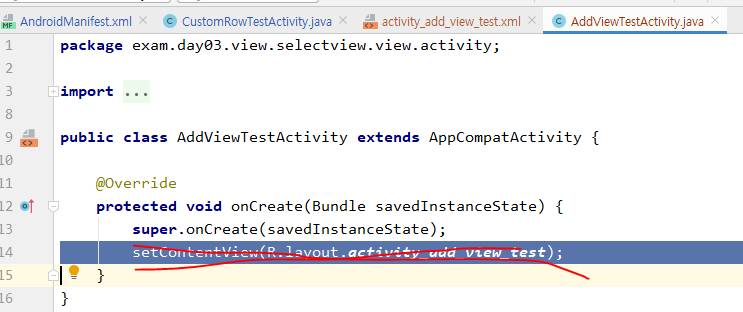 AndroidManifest.xml CustomRowTestActivity.java activity_add_view_test.xml AddViewTestActivity.java
1 package exam.day03.view.selectview.view.activity;
2
3 import ...
8
9 public class AddViewTestActivity extends AppCompatActivity {
10
11 @Override
12 protected void onCreate(Bundle savedInstanceState) {
13 super.onCreate(savedInstanceState);
14 setContentView(R.layout.activity_add_view_test);
15 }
16 }